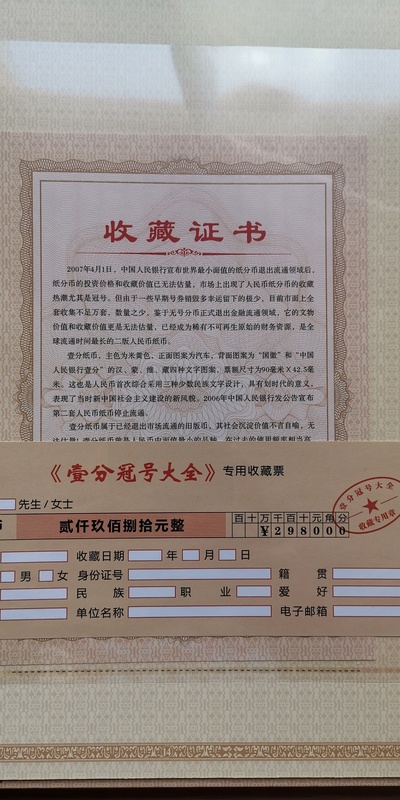 收藏证书
2007年4月1日，中国人民银行宣布世界最小面值的纸分币退出流通领域后，
纸分币的投资价格和收藏价值已无法估量，市场上出现了人民币纸分币的收藏
热潮尤其是冠号。但由于一些早期号券销毁多幸运留下的极少，目前市面上全
套收集不足万套，数量之少，鉴于无号分币正式退出金融流通领域，它的文物
价值和收藏价值更是无法估量，已经成为稀有不可再生原始的财务资源，是全
球流通时间最长的二版人民币纸币。
壹分纸币，主色为米黄色，正面图案为汽车，背面图案为“国徽”和“中国
人民银行壹分”的汉、蒙、维、藏四种文字图案，票额尺寸为90毫米×42.5毫
米。这也是人民币首次综合采用三种少数民族文字设计，具有划时代的意义，
表现了当时新中国社会主义建设的新风貌。2006年中国人民银行发公告宣布
第二套人民币纸币停止流通。
壹分纸币属于已经退出市场流通的旧版币，其社会沉淀价值不言自喻，无
《壹分冠号大全》专用收藏票
先生/女士
贰仟玖佰捌拾元整
百十万千百十元角分
¥298000
壹分冠号大全
收藏专用章
收藏日期 年 月 日
男 女 身份证号 籍 贯
民 族 职 业 爱 好
单位名称 电子邮箱